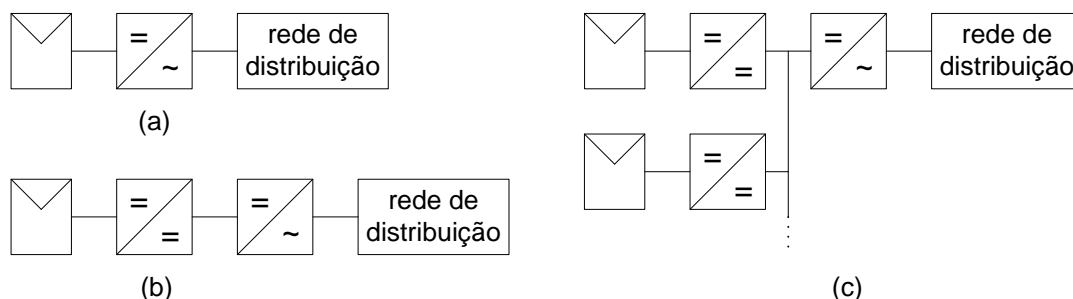 =
~
rede de
distribuição
(a)
=
=
=
~
rede de
distribuição
(b)
=
=
=
~
rede de
distribuição
=
=
(c)